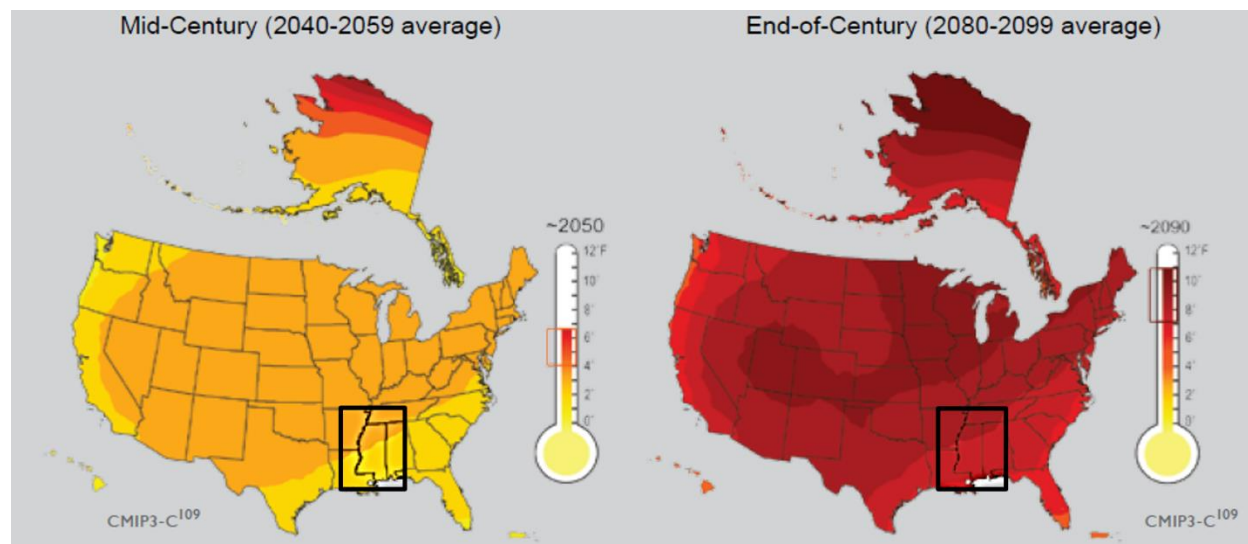 Mid-Century (2040-2059 average)
End-of-Century (2080-2099 average)
~2050
12°F
10°
8°
6°
4°
2°
0°
CMIP3-C109
~2090
12°F
10°
8°
6°
4°
2°
0°
CMIP3-C109